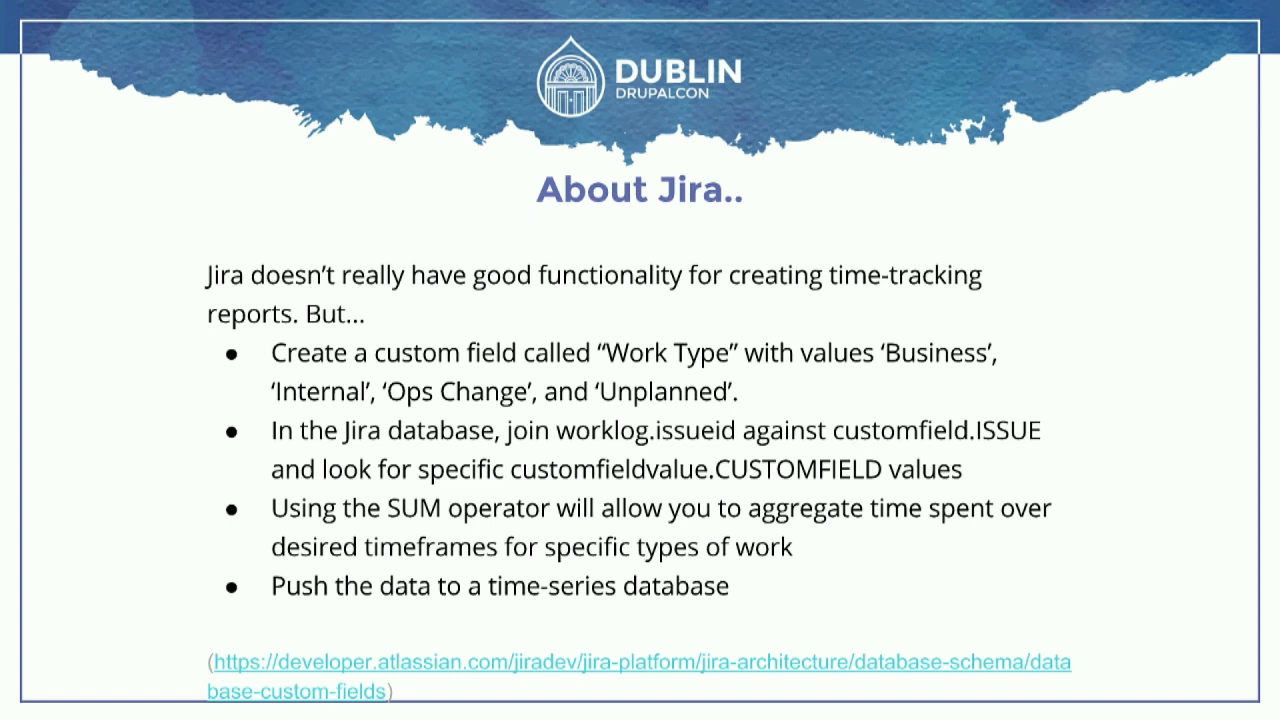 DUBLIN
DRUPALCON
About Jira..
Jira doesn’t really have good functionality for creating time-tracking
reports. But...
● Create a custom field called “Work Type” with values ‘Business’,
‘Internal’, ‘Ops Change’, and ‘Unplanned’.
● In the Jira database, join worklog.issueid against customfield.ISSUE
and look for specific customfieldvalue.CUSTOMFIELD values
● Using the SUM operator will allow you to aggregate time spent over
desired timeframes for specific types of work
● Push the data to a time-series database
(https://developer.atlassian.com/jiradev/jira-platform/jira-architecture/database-schema/data
base-custom-fields)